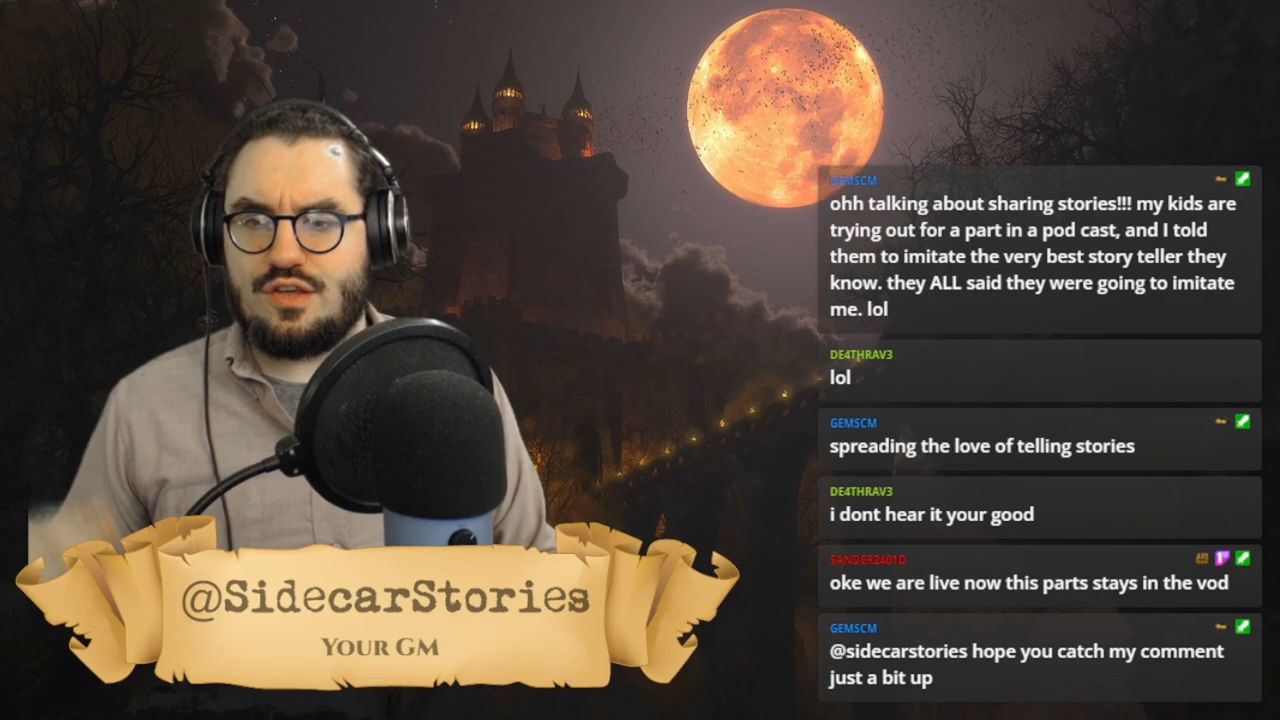 GEMSCM
ohh talking about sharing stories!!! my kids are
trying out for a part in a pod cast, and I told
them to imitate the very best story teller they
know. they ALL said they were going to imitate
me. lol
DE4THRAV3
lol
GEMSCM
spreading the love of telling stories
DE4THRAV3
i dont hear it your good
SANDER2401D
oke we are live now this parts stays in the vod
GEMSCM
@sidecarstories hope you catch my comment
just a bit up
@SidecarStories
YOUR GM